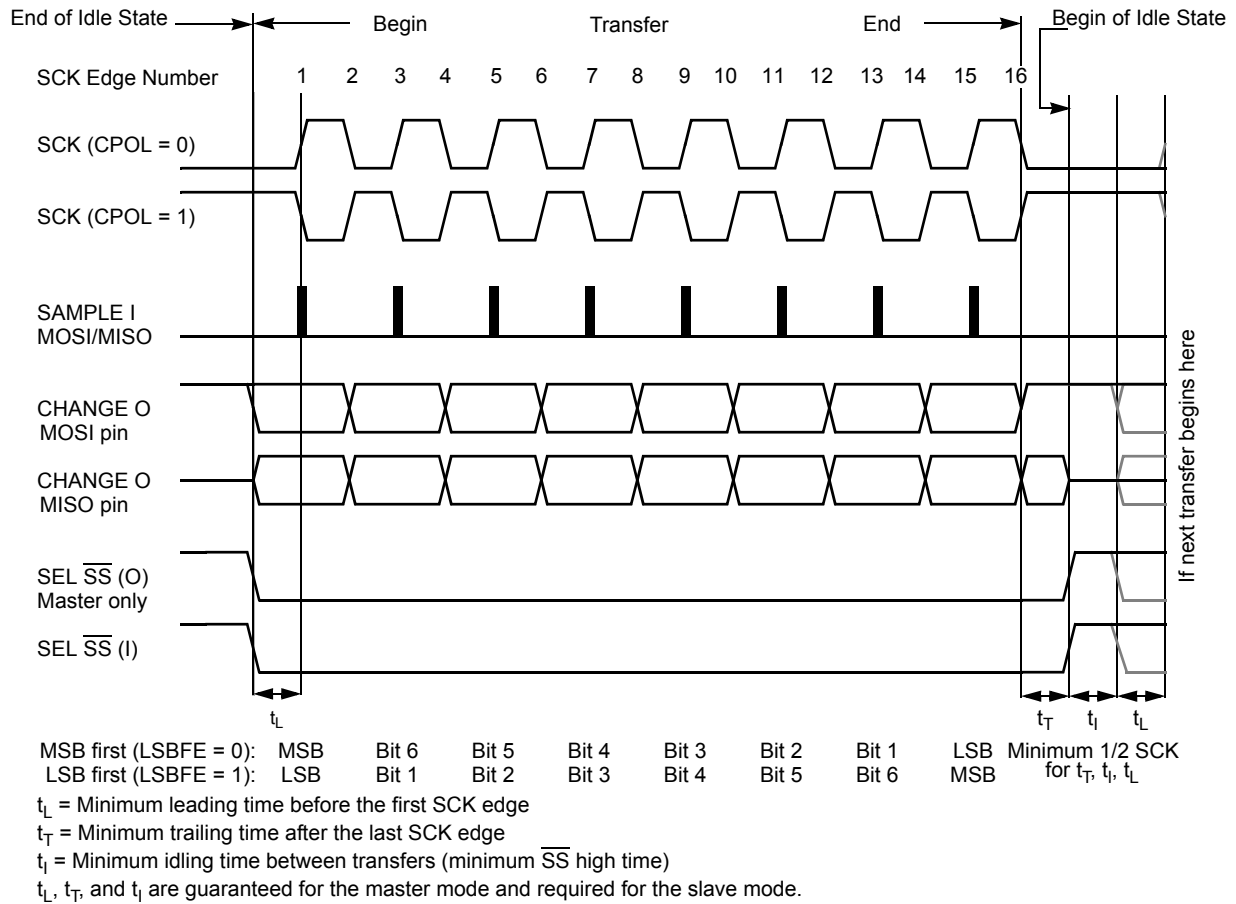 End of Idle State
Begin
Transfer
End
Begin of Idle State
SCK Edge Number
1 2 3 4 5 6 7 8 9 10 11 12 13 14 15 16
SCK (CPOL = 0)
SCK (CPOL = 1)
SAMPLE I
MOSI/MISO
CHANGE O
MOSI pin
CHANGE O
MISO pin
SEL SS (O)
Master only
SEL SS (I)
If next transfer begins here
tL
tT tI tL
MSB first (LSBFE = 0): MSB Bit 6 Bit 5 Bit 4 Bit 3 Bit 2 Bit 1 LSB
LSB first (LSBFE = 1): LSB Bit 1 Bit 2 Bit 3 Bit 4 Bit 5 Bit 6 MSB
Minimum 1/2 SCK
for tT, tI, tL
tL = Minimum leading time before the first SCK edge
tT = Minimum trailing time after the last SCK edge
tI = Minimum idling time between transfers (minimum SS high time)
tL, tT, and tI are guaranteed for the master mode and required for the slave mode.